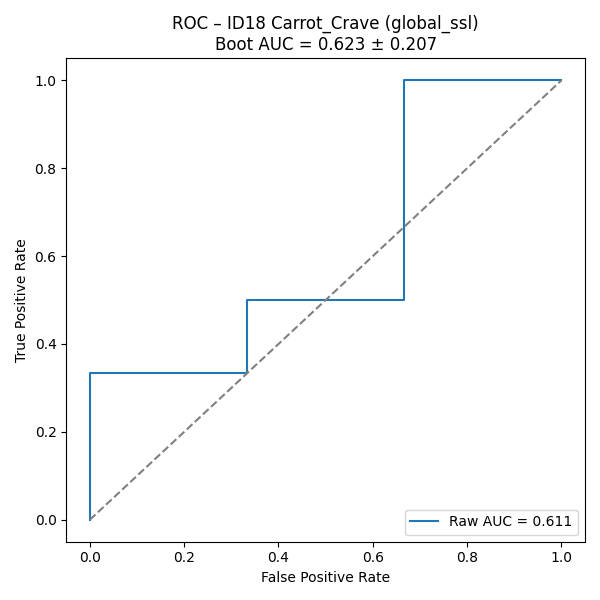 ROC – ID18 Carrot_Crave (global_ssl)
Boot AUC = 0.623 ± 0.207
True Positive Rate
1.0
0.8
0.6
0.4
0.2
0.0
Raw AUC = 0.611
0.0 0.2 0.4 0.6 0.8 1.0
False Positive Rate